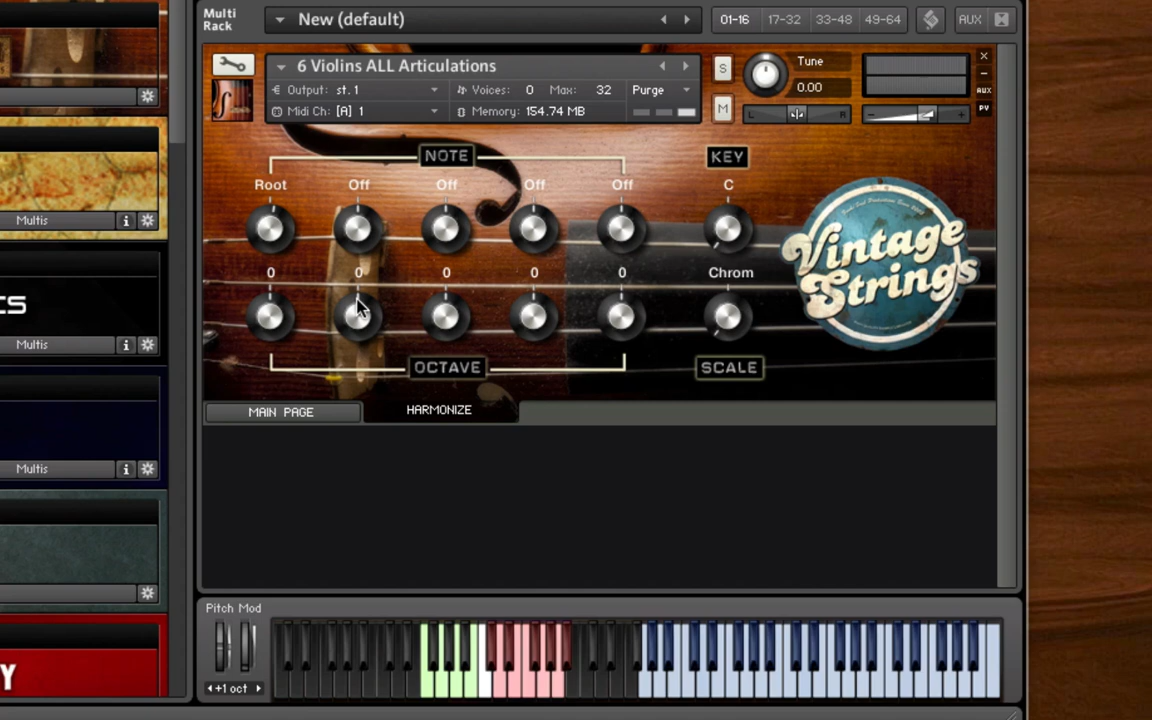 Multi Rack
New (default)
01-16 17-32 33-48 49-64
AUX
6 Violins ALL Articulations
S
Tune
Output: st. 1
Voices: 0 Max: 32
Purge
0.00
AUX
Midi Ch: [A] 1
Memory: 154.74 MB
M
L R
PV
NOTE
KEY
Root Off Off Off Off C
Vintage Strings
0 0 0 0 0 Chrom
OCTAVE
SCALE
MAIN PAGE
HARMONIZE
Multis
CS
Multis
Multis
Y
Pitch Mod
+1 oct